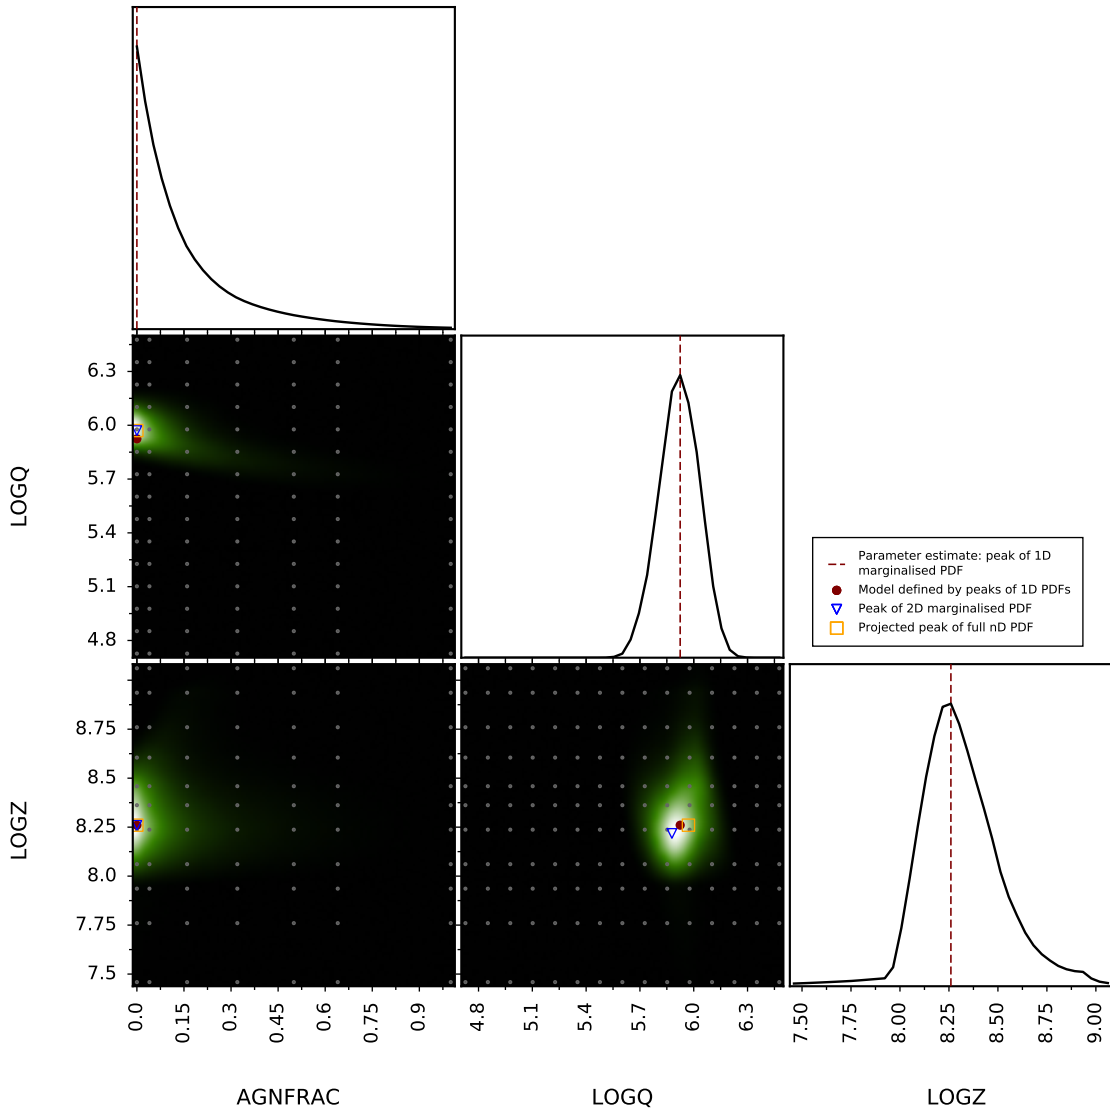 6.3
6.0
5.7
5.4
5.1
4.8
LOGQ
Parameter estimate: peak of 1D
marginalised PDF
Model defined by peaks of 1D PDFs
Peak of 2D marginalised PDF
Projected peak of full nD PDF
8.75
8.5
8.25
8.0
7.75
7.5
LOGZ
0.0 0.15 0.3 0.45 0.6 0.75 0.9
4.8 5.1 5.4 5.7 6.0 6.3
7.50 7.75 8.00 8.25 8.50 8.75 9.00
AGNFRAC LOGQ LOGZ